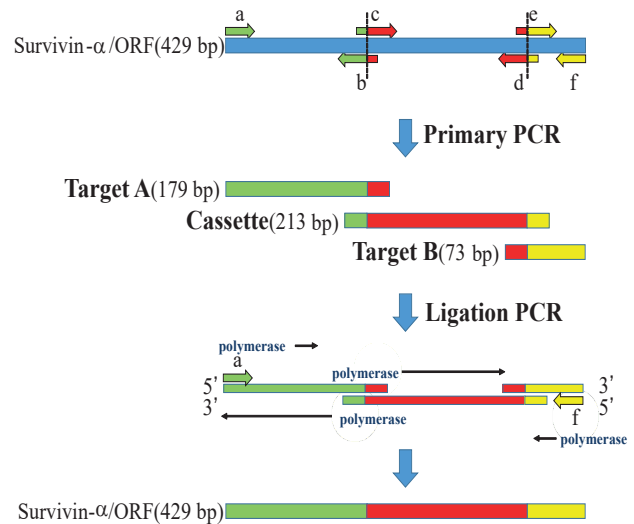 a
c
e
Survivin-α/ORF(429 bp)
b
d
f
Primary PCR
Target A(179 bp)
Cassette(213 bp)
Target B(73 bp)
Ligation PCR
polymerase
a
polymerase
5’
3’
3’
5’
f
polymerase
polymerase
Survivin-α/ORF(429 bp)